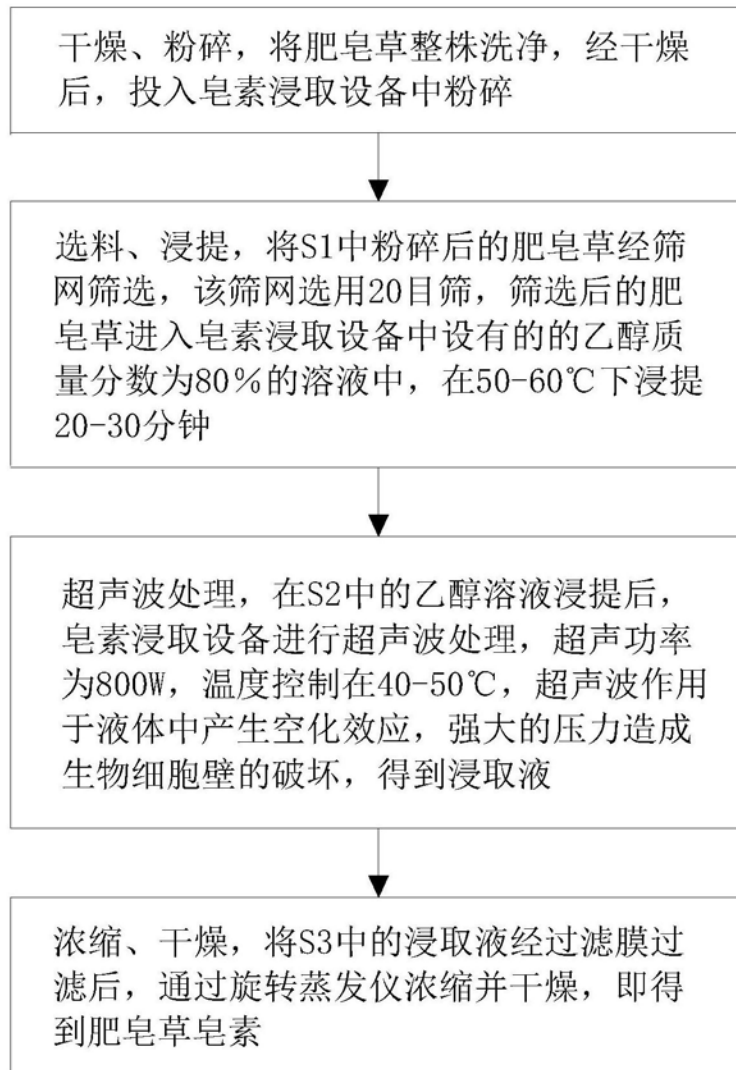 干燥、粉碎，将肥皂草整株洗净，经干燥
后，投入皂素浸取设备中粉碎
选料、浸提，将S1中粉碎后的肥皂草经筛
网筛选，该筛网选用20目筛，筛选后的肥
皂草进入皂素浸取设备中设有的的乙醇质
量分数为80%的溶液中，在50-60℃下浸提
20-30分钟
超声波处理，在S2中的乙醇溶液浸提后，
皂素浸取设备进行超声波处理，超声功率
为800W，温度控制在40-50℃，超声波作用
于液体中产生空化效应，强大的压力造成
生物细胞壁的破坏，得到浸取液
浓缩、干燥，将S3中的浸取液经过滤膜过
滤后，通过旋转蒸发仪浓缩并干燥，即得
到肥皂草皂素